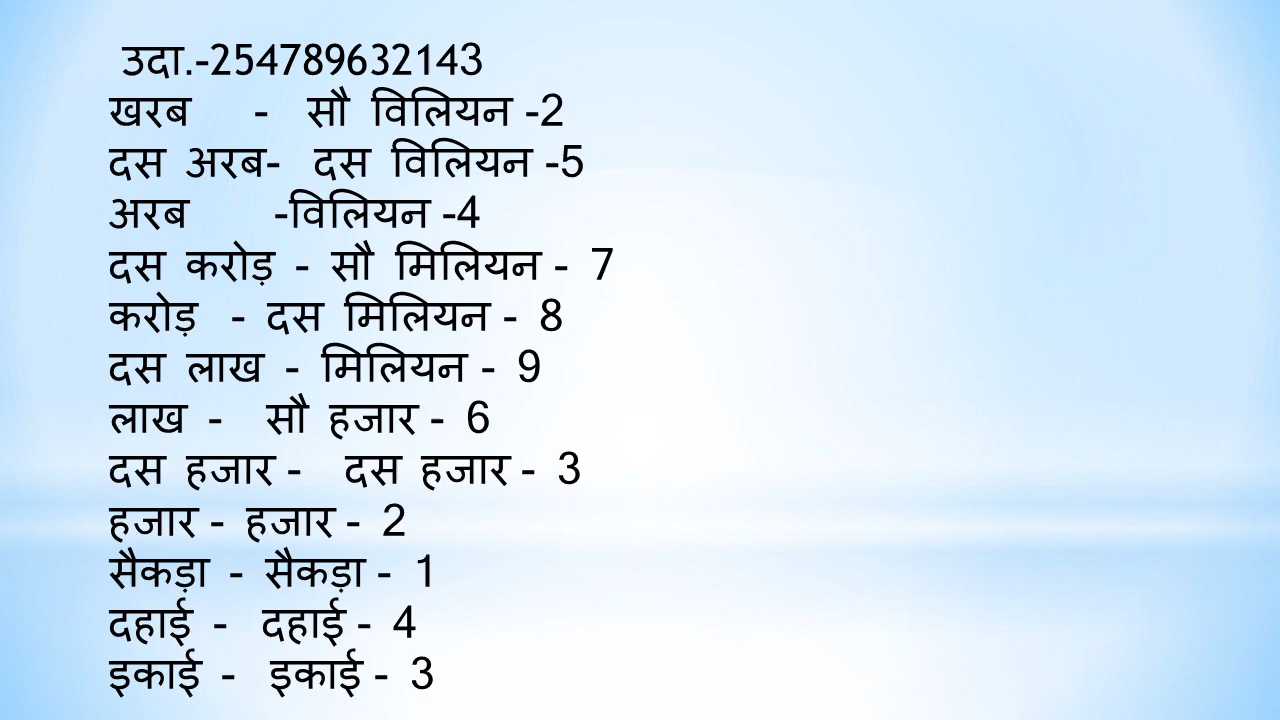 उदा.-254789632143
खरब - सौ विलियन -2
दस अरब- दस विलियन -5
अरब -विलियन -4
दस करोड़ - सौ मिलियन - 7
करोड़ - दस मिलियन - 8
दस लाख - मिलियन - 9
लाख - सौ हजार - 6
दस हजार - दस हजार - 3
हजार - हजार - 2
सैकड़ा - सैकड़ा - 1
दहाई - दहाई - 4
इकाई - इकाई - 3